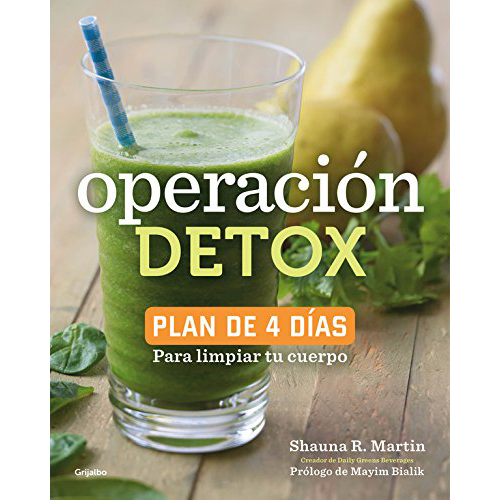 operación
DETOX
PLAN DE 4 DÍAS
Para limpiar tu cuerpo
Shauna R. Martin
Creador de Daily Greens Beverages
Prólogo de Mayim Bialik
Grijalbo